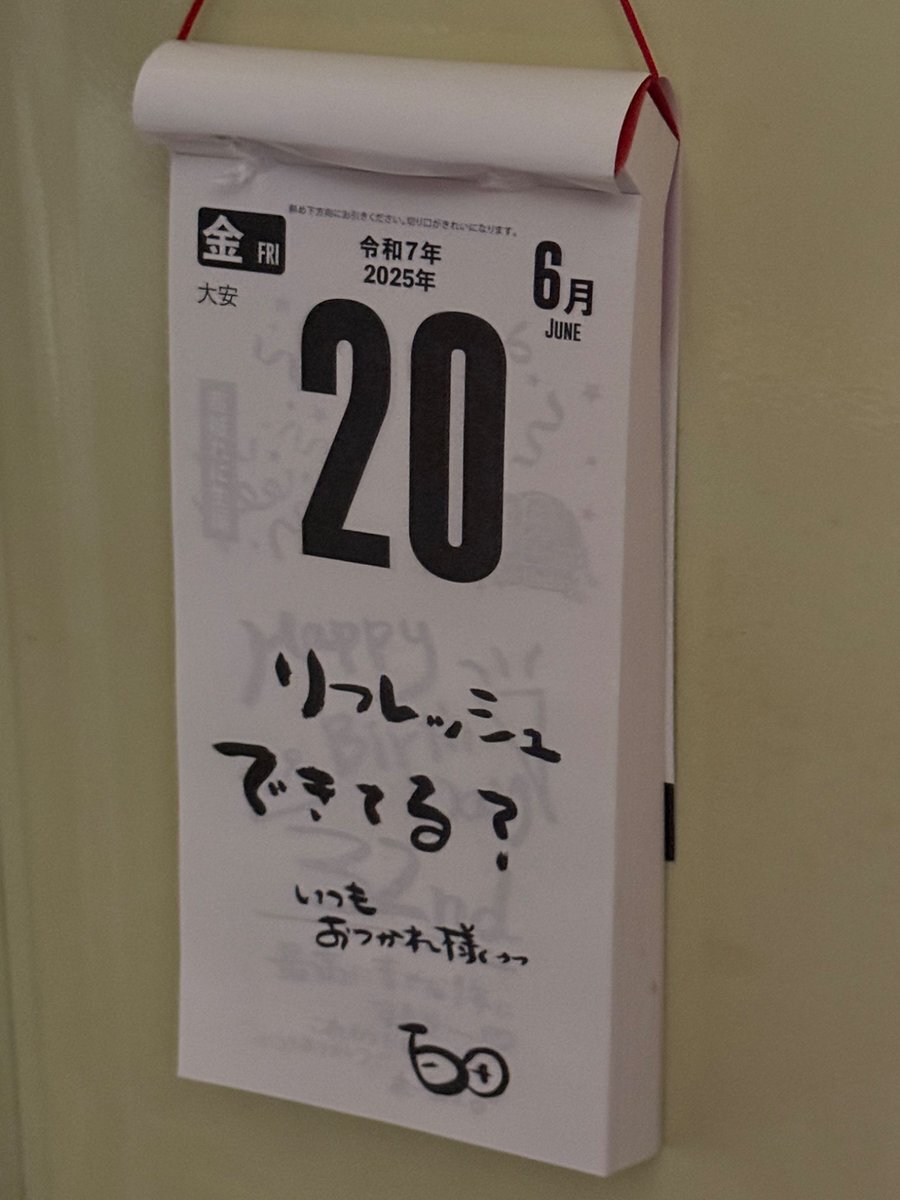 斜め下方向にお引きください。切り口がきれいになります。
金 FRI
令和7年
2025年
6月
JUNE
大安
20
リフレッシュ
できてる?
いつも
おつかれ様